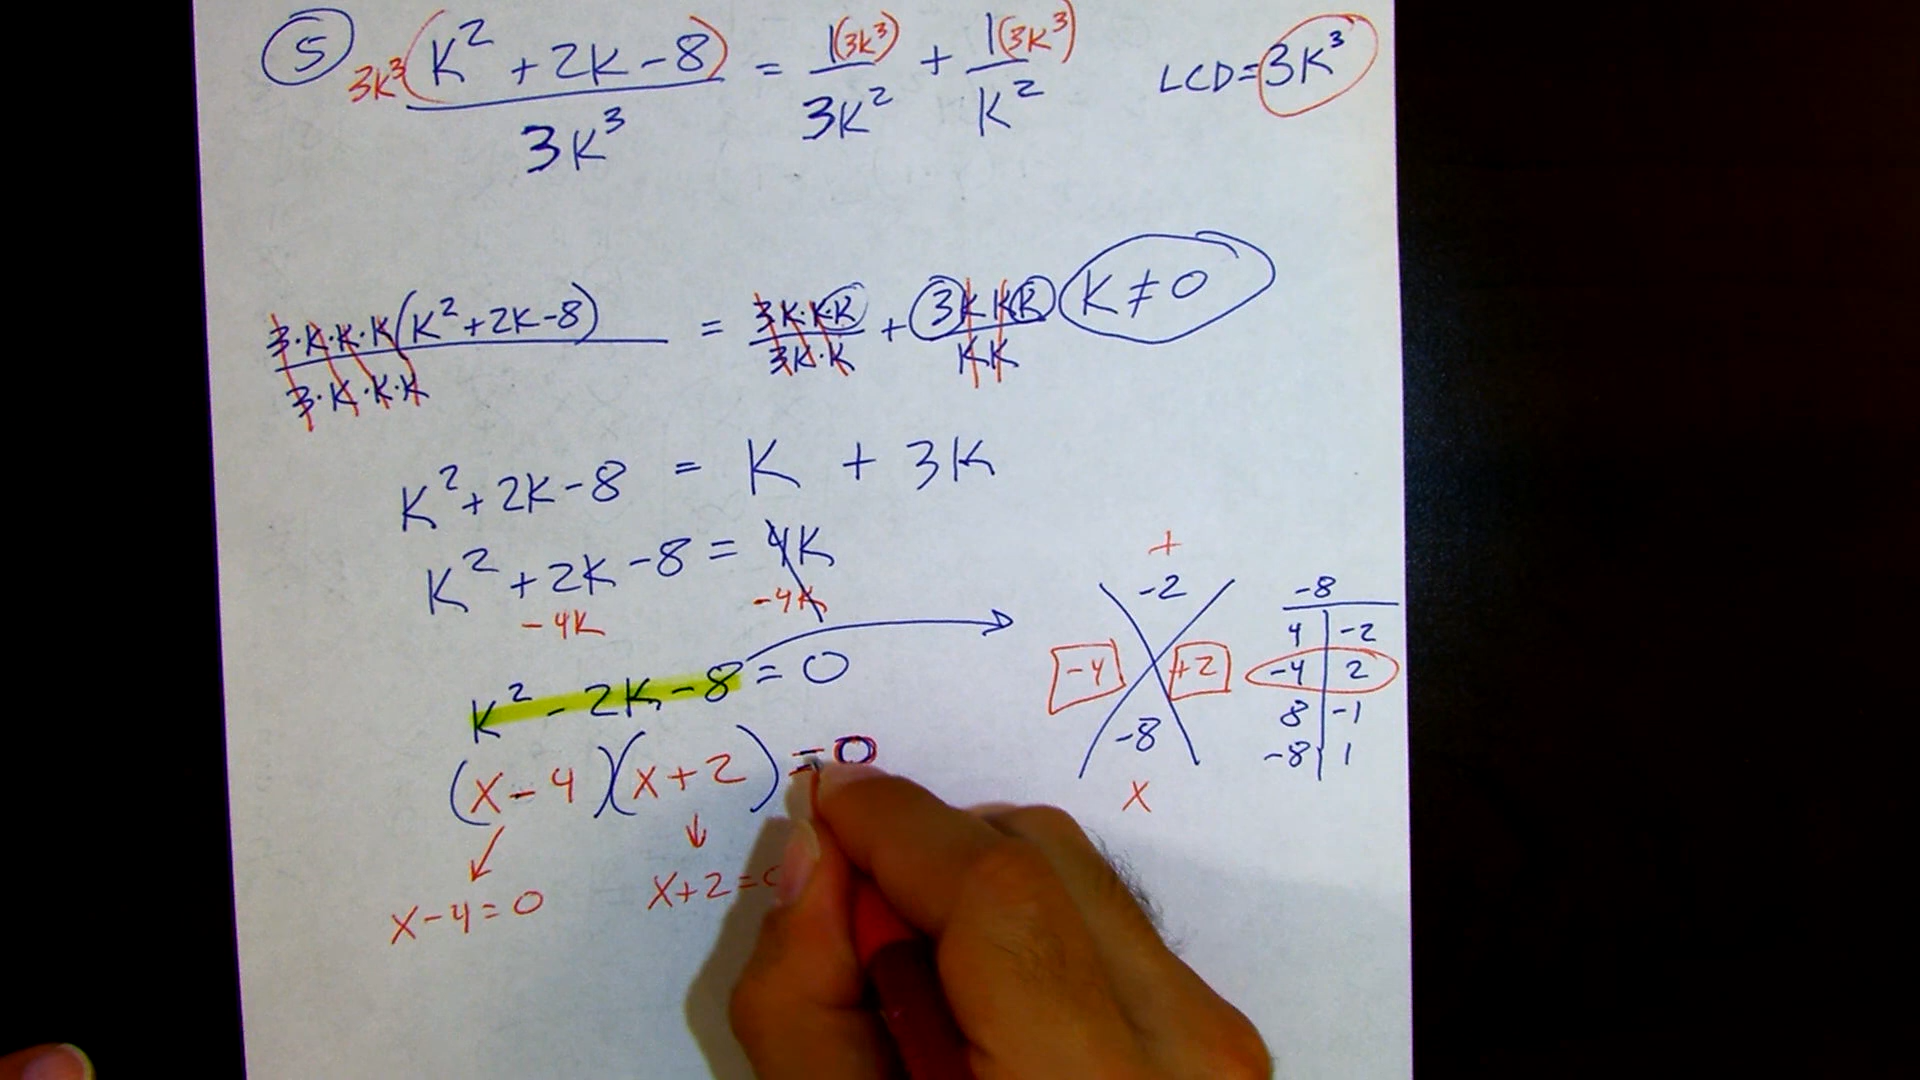 5 3K³(K² + 2K - 8) / 3K³ = 1(3K³) / 3K² + 1(3K³) / K² LCD = 3K³
3·K·K·K(K² + 2K - 8) / 3·K·K·K = 3K·K·K / 3K·K + 3K K K / K K K ≠ 0
K² + 2K - 8 = K + 3K
K² + 2K - 8 = 4K
- 4K - 4K
K² - 2K - 8 = 0
(x - 4)(x + 2) = 0
x - 4 = 0 x + 2 =
+
-2
-4 +2
-8
x
-8
4 | -2
-4 | 2
8 | -1
-8 | 1